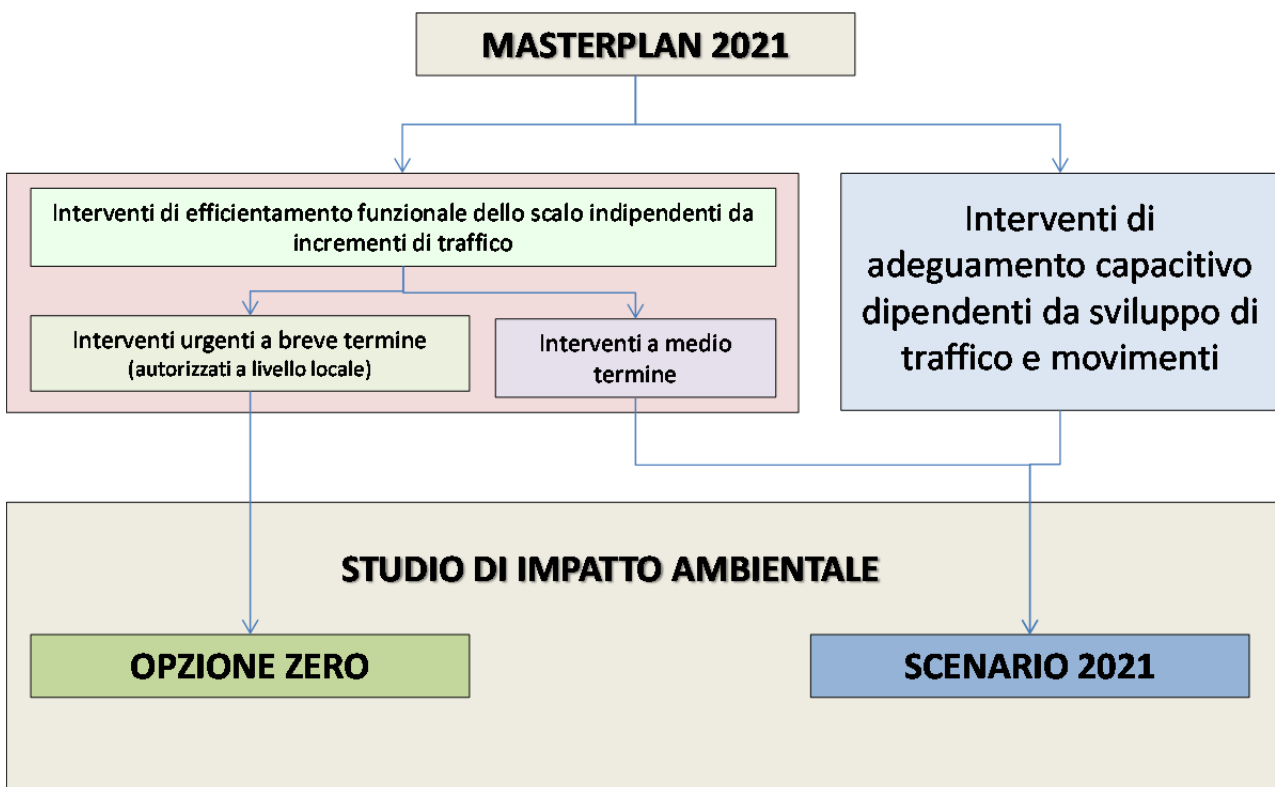 MASTERPLAN 2021
Interventi di efficientamento funzionale dello scalo indipendenti da
incrementi di traffico
Interventi urgenti a breve termine
(autorizzati a livello locale)
Interventi a medio
termine
Interventi di
adeguamento capacitivo
dipendenti da sviluppo di
traffico e movimenti
STUDIO DI IMPATTO AMBIENTALE
OPZIONE ZERO
SCENARIO 2021